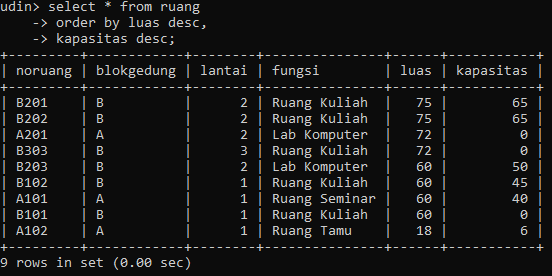 udin> select * from ruang
    -> order by luas desc,
    -> kapasitas desc;
+---------+------------+--------+---------------+------+-----------+
| noruang | blokgedung | lantai | fungsi        | luas | kapasitas |
+---------+------------+--------+---------------+------+-----------+
| B201    | B          |      2 | Ruang Kuliah  |   75 |        65 |
| B202    | B          |      2 | Ruang Kuliah  |   75 |        65 |
| A201    | A          |      2 | Lab Komputer  |   72 |         0 |
| B303    | B          |      3 | Ruang Kuliah  |   72 |         0 |
| B203    | B          |      2 | Lab Komputer  |   60 |        50 |
| B102    | B          |      1 | Ruang Kuliah  |   60 |        45 |
| A101    | A          |      1 | Ruang Seminar |   60 |        40 |
| B101    | B          |      1 | Ruang Kuliah  |   60 |         0 |
| A102    | A          |      1 | Ruang Tamu    |   18 |         6 |
+---------+------------+--------+---------------+------+-----------+
9 rows in set (0.00 sec)